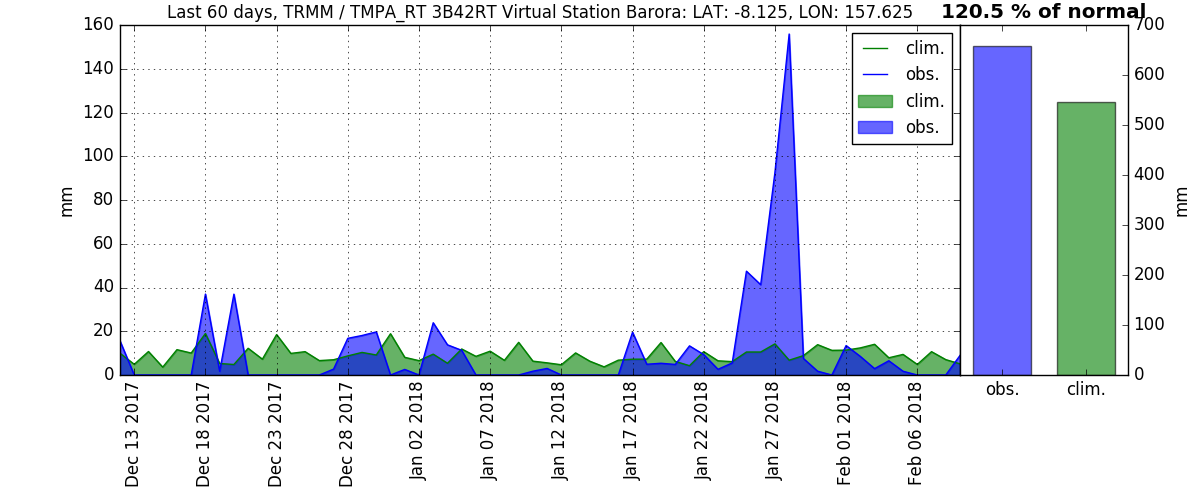 Last 60 days, TRMM / TMPA_RT 3B42RT Virtual Station Barora: LAT: -8.125, LON: 157.625
120.5 % of normal
160
140
120
100
80
60
40
20
0
mm
clim.
obs.
clim.
obs.
700
600
500
400
300
200
100
0
mm
obs.
clim.
Dec 13 2017
Dec 18 2017
Dec 23 2017
Dec 28 2017
Jan 02 2018
Jan 07 2018
Jan 12 2018
Jan 17 2018
Jan 22 2018
Jan 27 2018
Feb 01 2018
Feb 06 2018